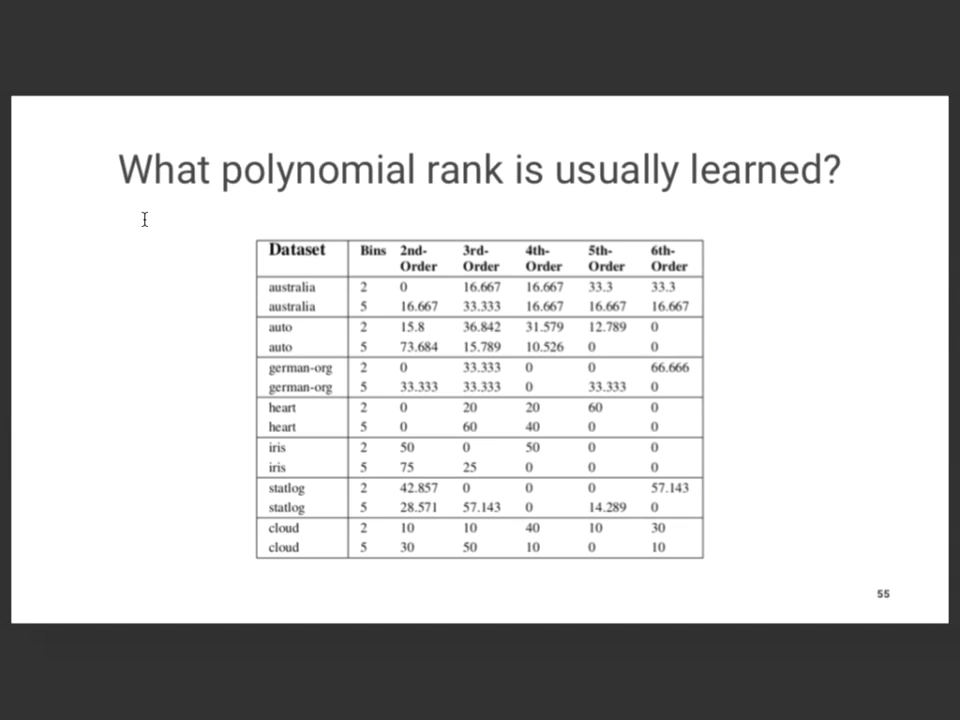 What polynomial rank is usually learned?
Dataset Bins 2nd-Order 3rd-Order 4th-Order 5th-Order 6th-Order
australia 2 0 16.667 16.667 33.3 33.3
australia 5 16.667 33.333 16.667 16.667 16.667
auto 2 15.8 36.842 31.579 12.789 0
auto 5 73.684 15.789 10.526 0 0
german-org 2 0 33.333 0 0 66.666
german-org 5 33.333 33.333 0 33.333 0
heart 2 0 20 20 60 0
heart 5 0 60 40 0 0
iris 2 50 0 50 0 0
iris 5 75 25 0 0 0
statlog 2 42.857 0 0 0 57.143
statlog 5 28.571 57.143 0 14.289 0
cloud 2 10 10 40 10 30
cloud 5 30 50 10 0 10
55